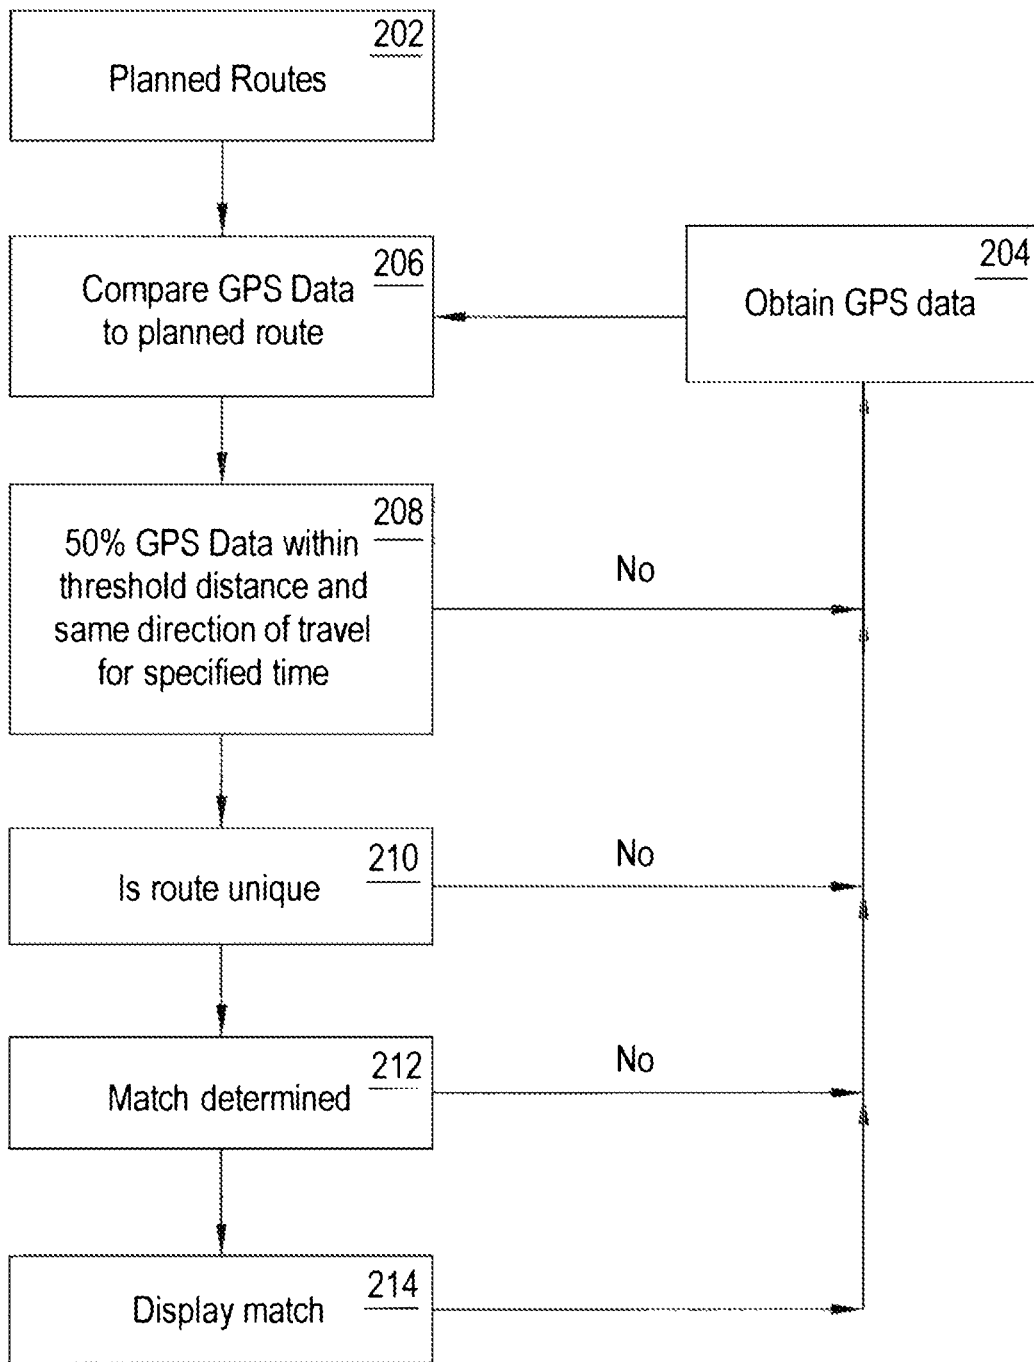 202
Planned Routes
206
Compare GPS Data
to planned route
204
Obtain GPS data
208
50% GPS Data within
threshold distance and
same direction of travel
for specified time
No
210
Is route unique
No
212
Match determined
No
214
Display match